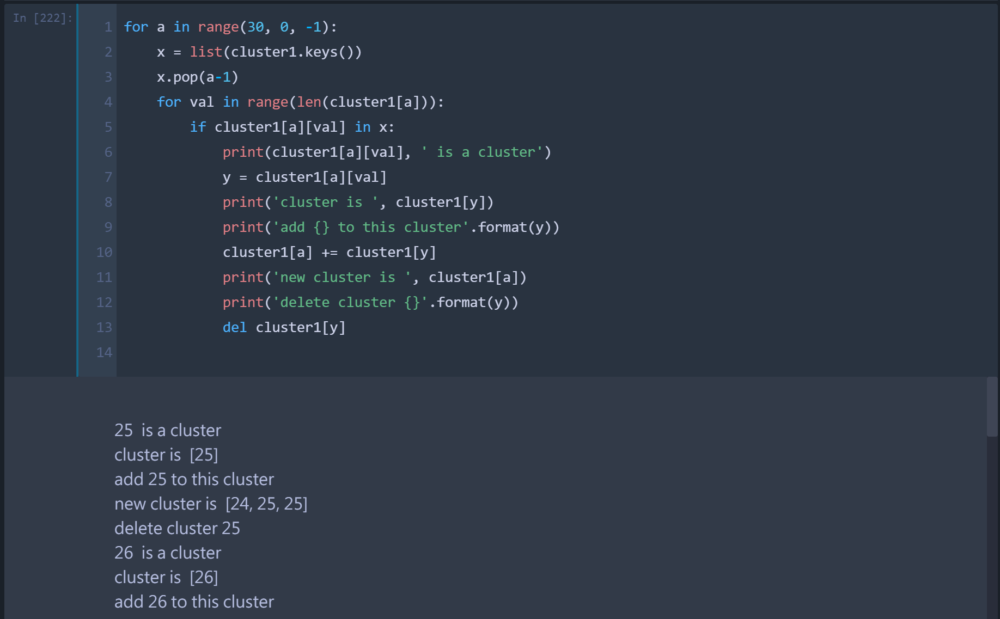 In [222]:
1 for a in range(30, 0, -1):
2     x = list(cluster1.keys())
3     x.pop(a-1)
4     for val in range(len(cluster1[a])):
5         if cluster1[a][val] in x:
6             print(cluster1[a][val], ' is a cluster')
7             y = cluster1[a][val]
8             print('cluster is ', cluster1[y])
9             print('add {} to this cluster'.format(y))
10             cluster1[a] += cluster1[y]
11             print('new cluster is ', cluster1[a])
12             print('delete cluster {}'.format(y))
13             del cluster1[y]
14
25  is a cluster
cluster is  [25]
add 25 to this cluster
new cluster is  [24, 25, 25]
delete cluster 25
26  is a cluster
cluster is  [26]
add 26 to this cluster